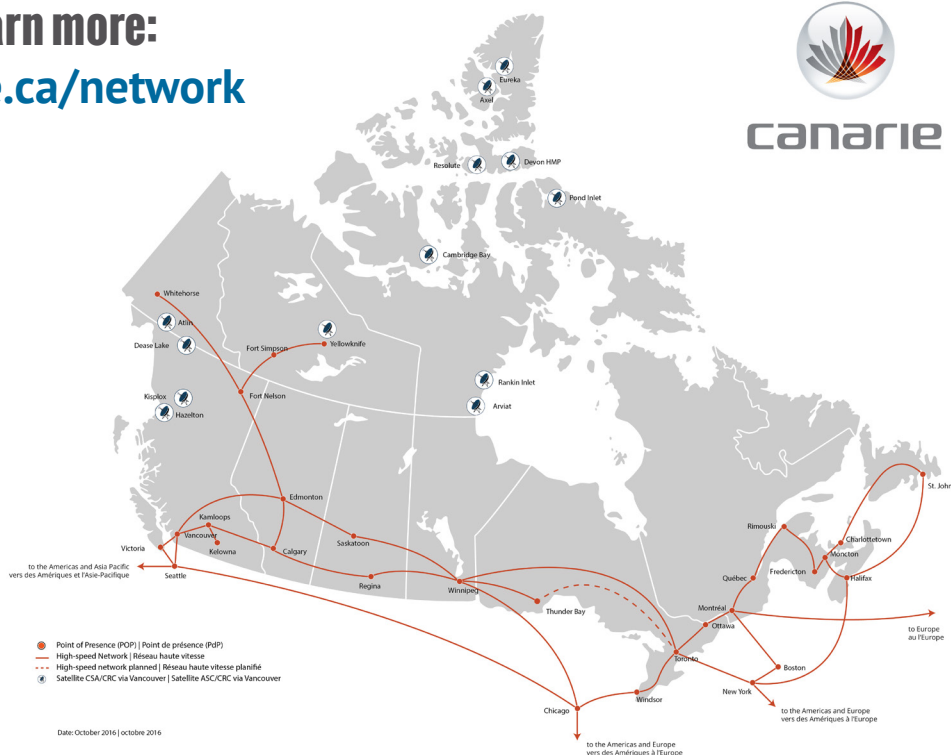 arn more:
e.ca/network
canarie
Eureka
Axel
Resolute
Devon HMP
Pond Inlet
Cambridge Bay
Whitehorse
Atlin
Dease Lake
Fort Simpson
Yellowknife
Fort Nelson
Kisplox
Hazelton
Rankin Inlet
Arviat
Edmonton
Kamloops
Vancouver
Victoria
Kelowna
Calgary
Saskatoon
Seattle
to the Americas and Asia Pacific
vers des Amériques et l'Asie-Pacifique
Regina
Winnipeg
Thunder Bay
St. John
Rimouski
Charlottetown
Moncton
Fredericton
Halifax
Québec
Montréal
Ottawa
to Europe
au l'Europe
Toronto
Boston
New York
Windsor
Chicago
to the Americas and Europe
vers des Amériques à l'Europe
to the Americas and Europe
vers des Amériques à l'Europe
Point of Presence (POP) | Point de présence (PdP)
High-speed Network | Réseau haute vitesse
High-speed network planned | Réseau haute vitesse planifié
Satellite CSA/CRC via Vancouver | Satellite ASC/CRC via Vancouver
Date: October 2016 | octobre 2016